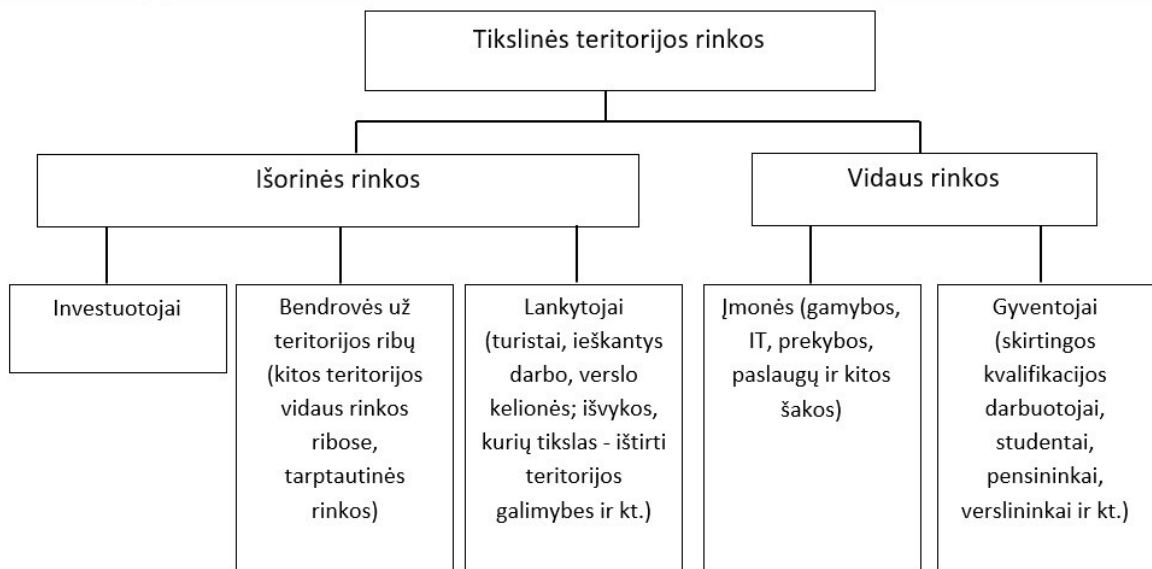 Tikslinės teritorijos rinkos
Išorinės rinkos
Vidaus rinkos
Investuotojai
Bendrovės už
teritorijos ribų
(kitos teritorijos
vidaus rinkos
ribose,
tarptautinės
rinkos)
Lankytojai
(turistai, ieškantys
darbo, verslo
kelionės; išvykos,
kurių tikslas - ištirti
teritorijos
galimybes ir kt.)
Įmonės (gamybos,
IT, prekybos,
paslaugų ir kitos
šakos)
Gyventojai
(skirtingos
kvalifikacijos
darbuotojai,
studentai,
pensininkai,
verslininkai ir kt.)